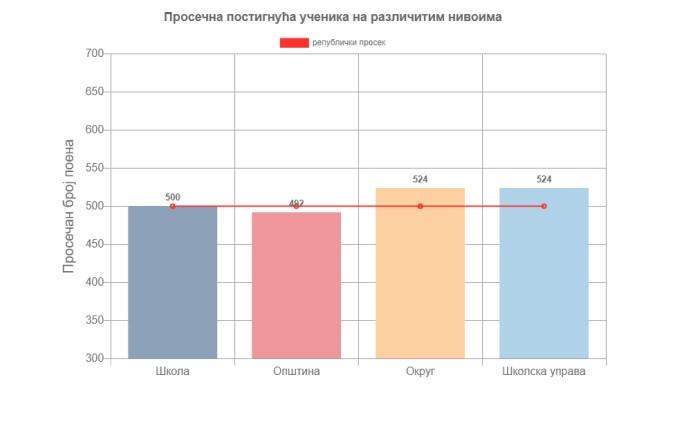 Просечна постигнућа ученика на различитим нивоима
републички просек
Просечан број поена
700
650
600
550
500
450
400
350
300
500
492
524
524
Школа
Општина
Округ
Школска управа